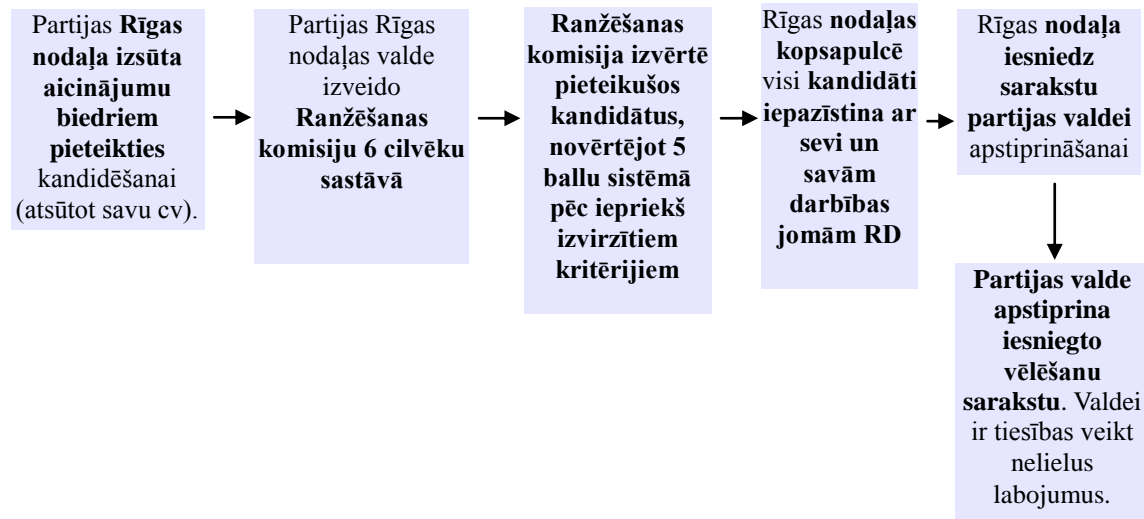 Partijas Rīgas
nodaļa izsūta
aicinājumu
biedriem
pieteikties
kandidēšanai
(atsūtot savu cv).
Partijas Rīgas
nodaļas valde
izveido
Ranžēšanas
komisiju 6 cilvēku
sastāvā
Ranžēšanas
komisija izvērtē
pieteikušos
kandidātus,
novērtējot 5
ballu sistēmā
pēc iepriekš
izvirzītiem
kritērijiem
Rīgas nodaļas
kopsapulcē
visi kandidāti
iepazīstina ar
sevi un
savām
darbības
jomām RD
Rīgas nodaļa
iesniedz
sarakstu
partijas valdei
apstiprināšanai
Partijas valde
apstiprina
iesniegto
vēlēšanu
sarakstu. Valdei
ir tiesības veikt
nelielus
labojumus.